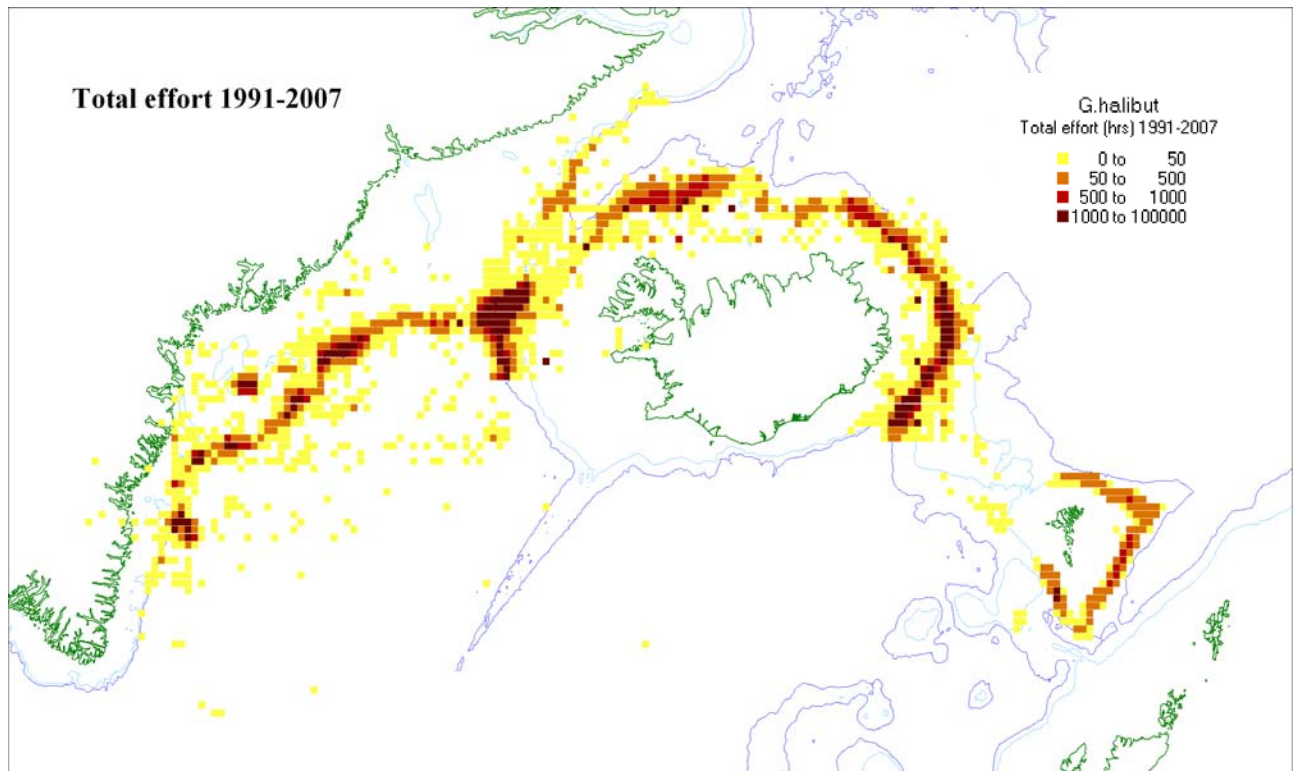 Total effort 1991-2007
G.halibut
Total effort (hrs) 1991-2007
0 to 50
50 to 500
500 to 1000
1000 to 100000